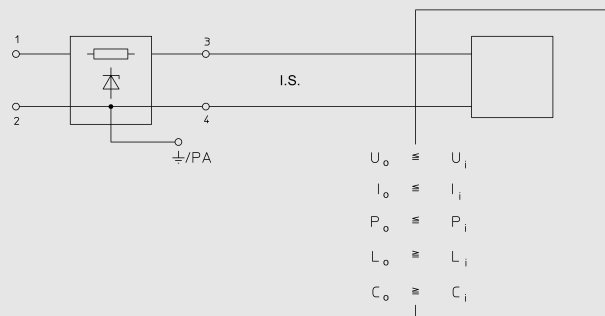 1 3
I.S.
2 4
⏚/PA
Uₒ ≦ Uᵢ
Iₒ ≦ Iᵢ
Pₒ ≦ Pᵢ
Lₒ ≧ Lᵢ
Cₒ ≧ Cᵢ